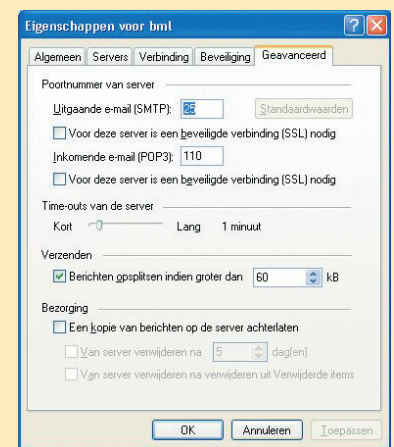 Eigenschappen voor bml
Algemeen Servers Verbinding Beveiliging Geavanceerd
Poortnummer van server
Uitgaande e-mail (SMTP): 25 Standaardwaarden
Voor deze server is een beveiligde verbinding (SSL) nodig
Inkomende e-mail (POP3): 110
Voor deze server is een beveiligde verbinding (SSL) nodig
Time-outs van de server
Kort Lang 1 minuut
Verzenden
Berichten opsplitsen indien groter dan 60 kB
Bezorging
Een kopie van berichten op de server achterlaten
Van server verwijderen na 5 dag(en)
Van server verwijderen na verwijderen uit Verwijderde items
OK Annuleren Toepassen